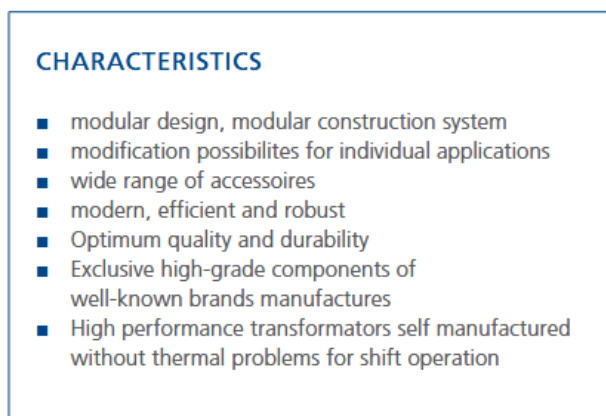 CHARACTERISTICS
■ modular design, modular construction system
■ modification possibilites for individual applications
■ wide range of accessoires
■ modern, efficient and robust
■ Optimum quality and durability
■ Exclusive high-grade components of
well-known brands manufactures
■ High performance transformators self manufactured
without thermal problems for shift operation